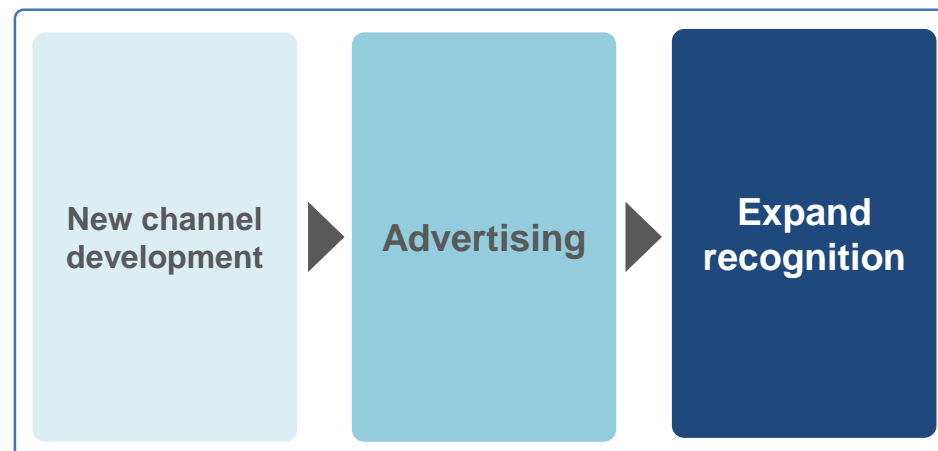 New channel
development
Advertising
Expand
recognition